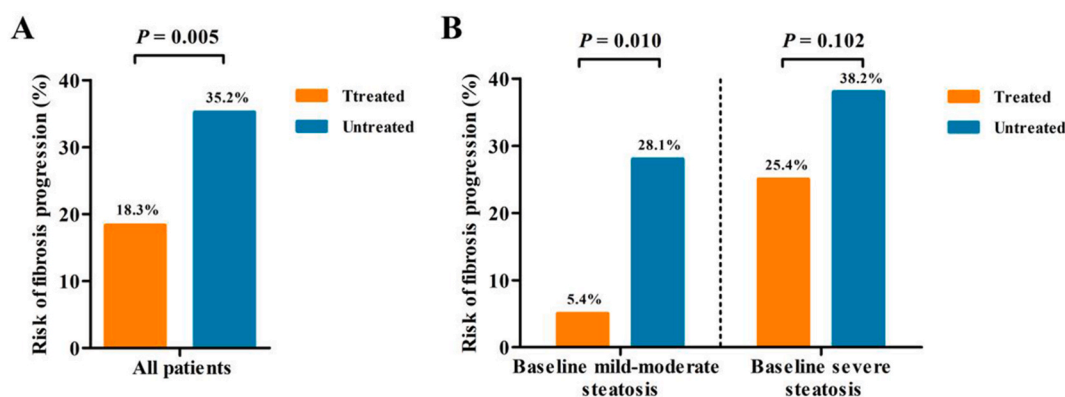 A
P = 0.005
Risk of fibrosis progression (%)
40
30
20
10
0
18.3%
35.2%
All patients
Ttreated
Untreated
B
P = 0.010
P = 0.102
Risk of fibrosis progression (%)
40
30
20
10
0
5.4%
28.1%
25.4%
38.2%
Baseline mild-moderate
steatosis
Baseline severe
steatosis
Treated
Untreated